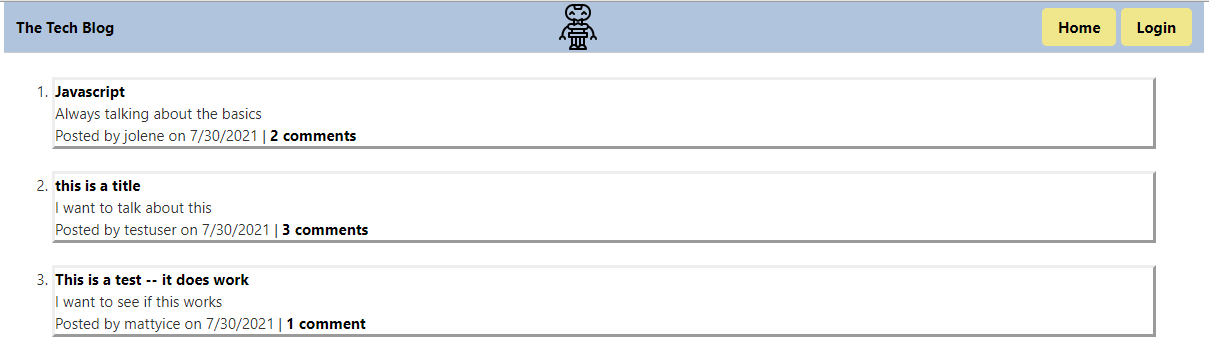 The Tech Blog
Home
Login
1. Javascript
Always talking about the basics
Posted by jolene on 7/30/2021 | 2 comments
2. this is a title
I want to talk about this
Posted by testuser on 7/30/2021 | 3 comments
3. This is a test -- it does work
I want to see if this works
Posted by mattyice on 7/30/2021 | 1 comment